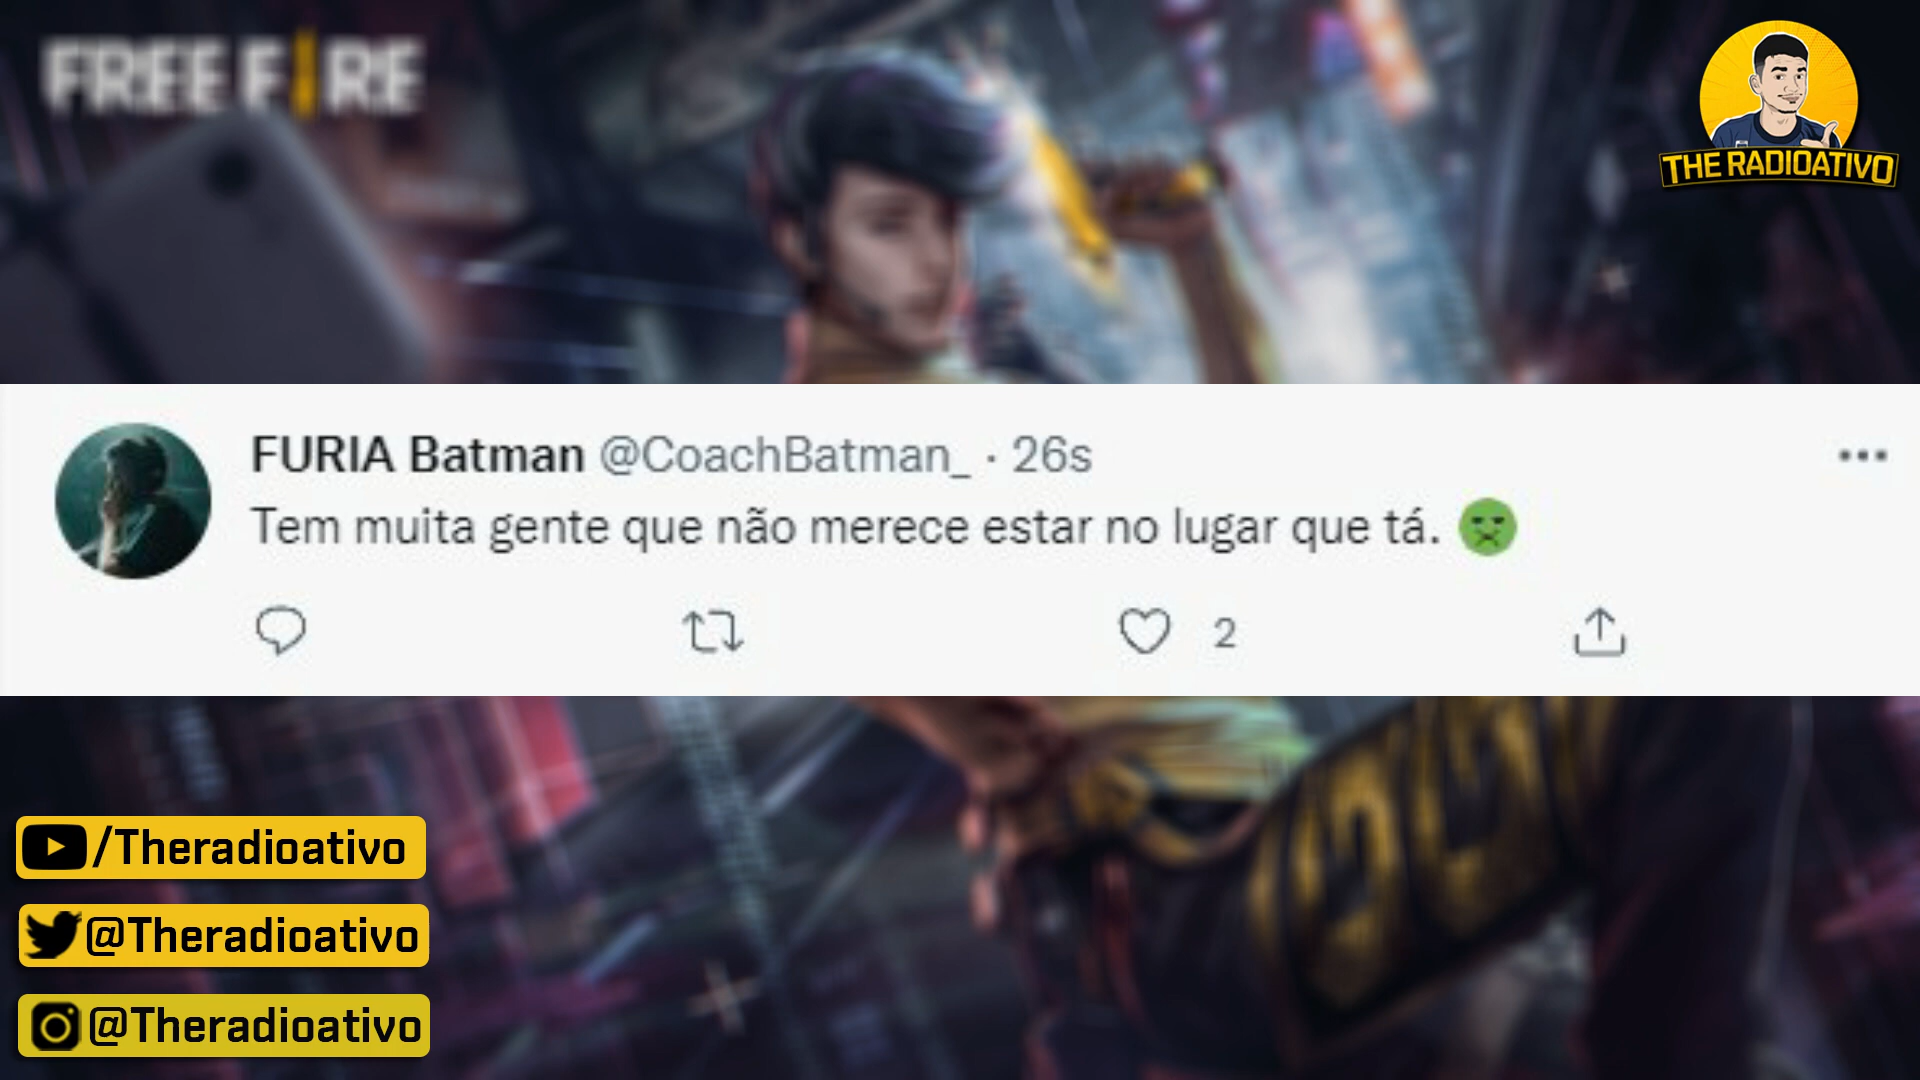 FREE FIRE
THE RADIOATIVO
FURIA Batman @CoachBatman_ · 26s
Tem muita gente que não merece estar no lugar que tá. 
2
/Theradioativo
@Theradioativo
@Theradioativo